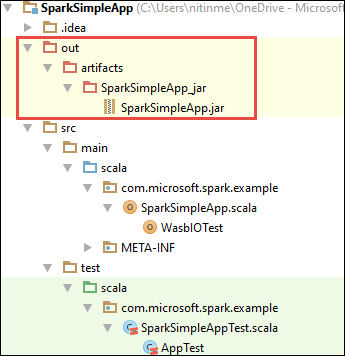 SparkSimpleApp (C:\Users\nitinme\OneDrive - Microsoft
.idea
out
artifacts
SparkSimpleApp_jar
SparkSimpleApp.jar
src
main
scala
com.microsoft.spark.example
SparkSimpleApp.scala
WasbIOTest
META-INF
test
scala
com.microsoft.spark.example
SparkSimpleAppTest.scala
AppTest